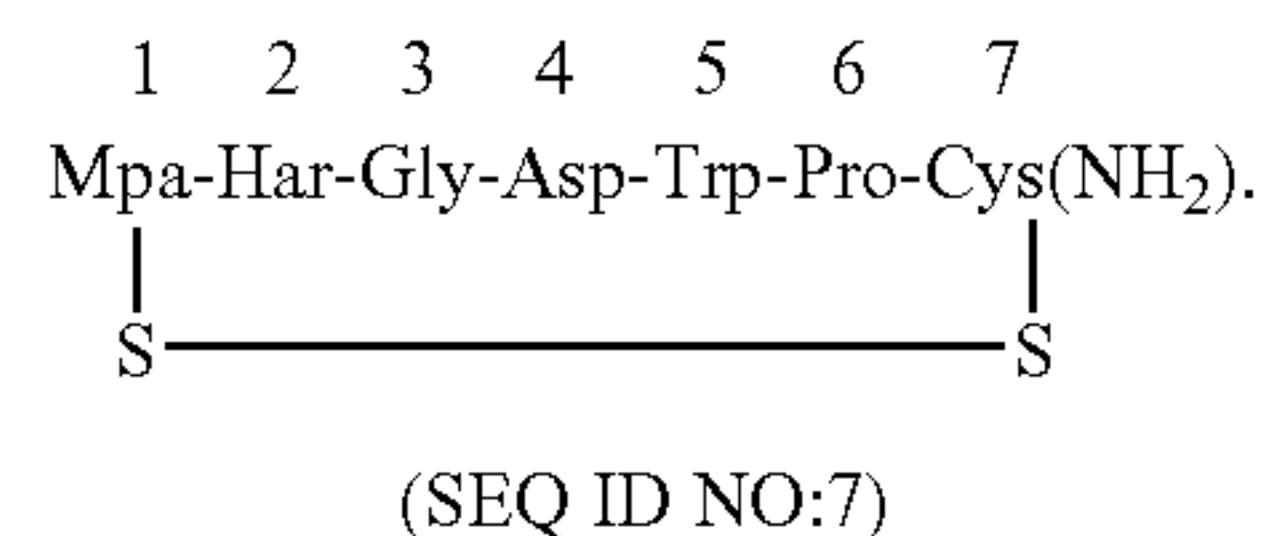 1 2 3 4 5 6 7
Mpa-Har-Gly-Asp-Trp-Pro-Cys(NH₂).
S S
(SEQ ID NO:7)